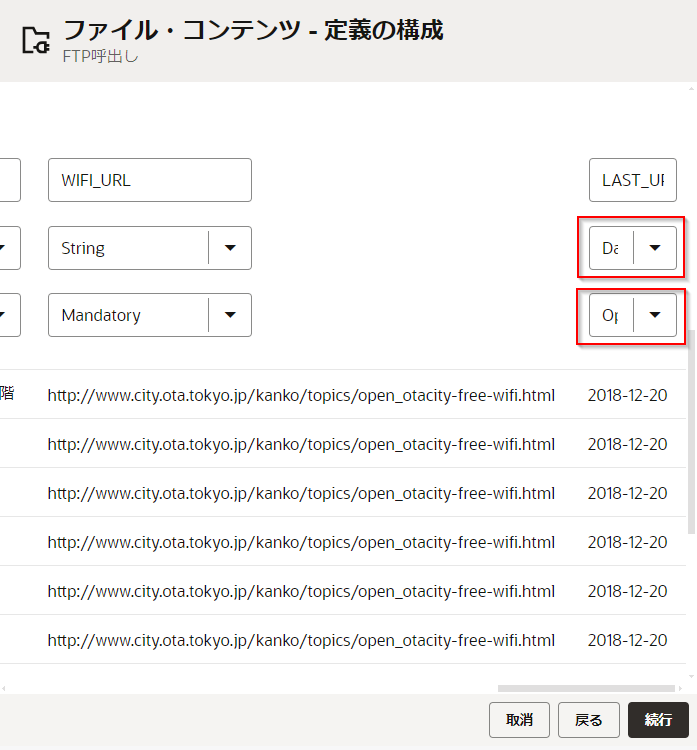 ファイル・コンテンツ - 定義の構成
FTP呼出し
WIFI_URL
LAST_UP
String
Da
Mandatory
Op
階 http://www.city.ota.tokyo.jp/kanko/topics/open_otacity-free-wifi.html 2018-12-20
http://www.city.ota.tokyo.jp/kanko/topics/open_otacity-free-wifi.html 2018-12-20
http://www.city.ota.tokyo.jp/kanko/topics/open_otacity-free-wifi.html 2018-12-20
http://www.city.ota.tokyo.jp/kanko/topics/open_otacity-free-wifi.html 2018-12-20
http://www.city.ota.tokyo.jp/kanko/topics/open_otacity-free-wifi.html 2018-12-20
http://www.city.ota.tokyo.jp/kanko/topics/open_otacity-free-wifi.html 2018-12-20
取消 戻る 続行